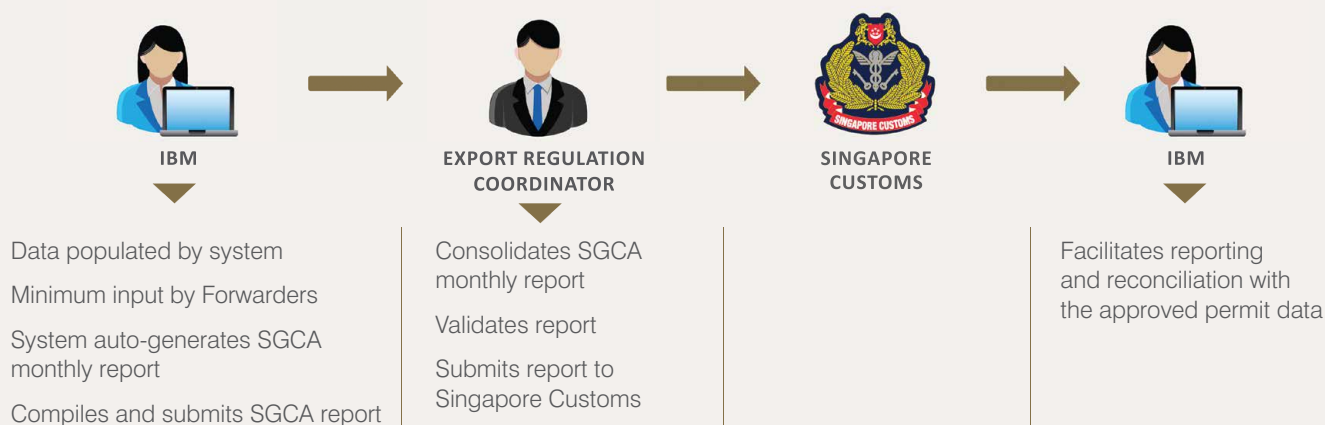 IBM
Data populated by system
Minimum input by Forwarders
System auto-generates SGCA
monthly report
Compiles and submits SGCA report
EXPORT REGULATION
COORDINATOR
Consolidates SGCA
monthly report
Validates report
Submits report to
Singapore Customs
SINGAPORE CUSTOMS
SINGAPORE
CUSTOMS
IBM
Facilitates reporting
and reconciliation with
the approved permit data